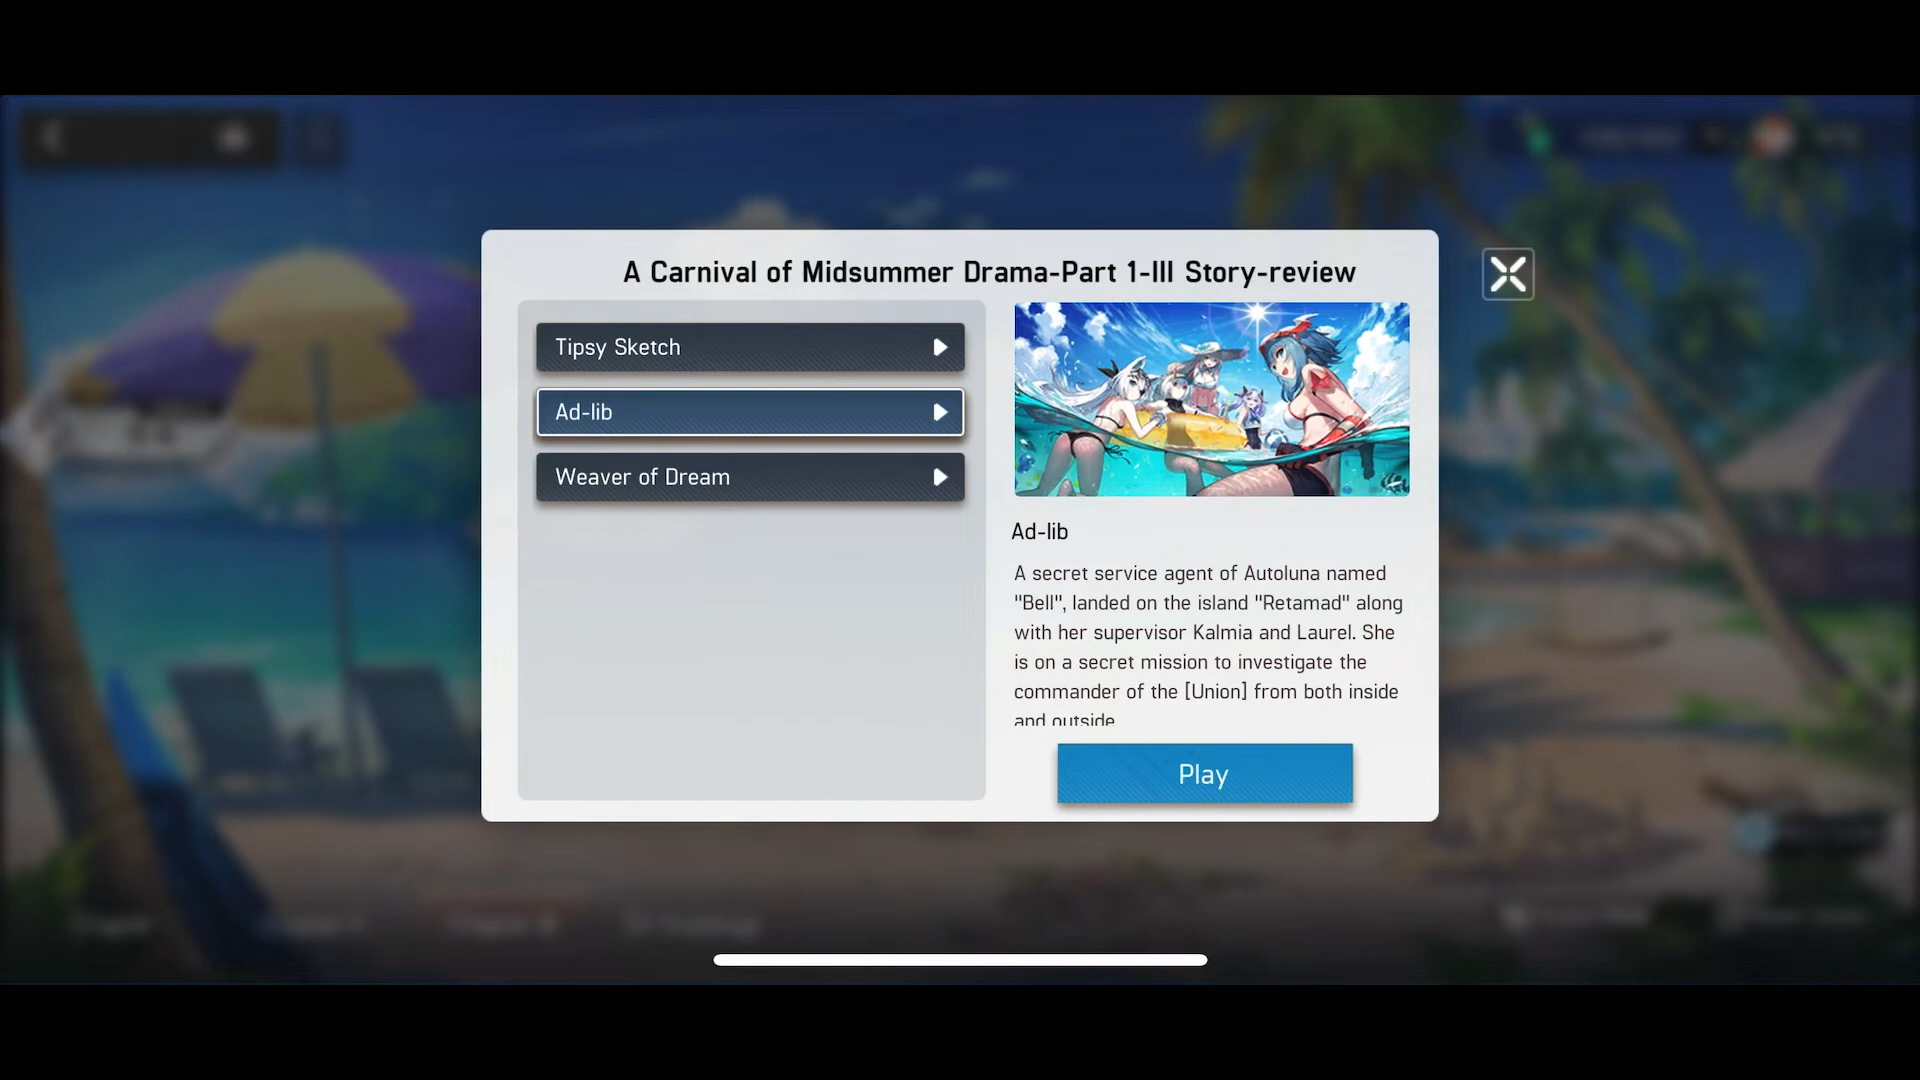 A Carnival of Midsummer Drama-Part 1-III Story-review
Tipsy Sketch
Ad-lib
Weaver of Dream
Ad-lib
A secret service agent of Autoluna named
"Bell", landed on the island "Retamad" along
with her supervisor Kalmia and Laurel. She
is on a secret mission to investigate the
commander of the [Union] from both inside
and outside
Play